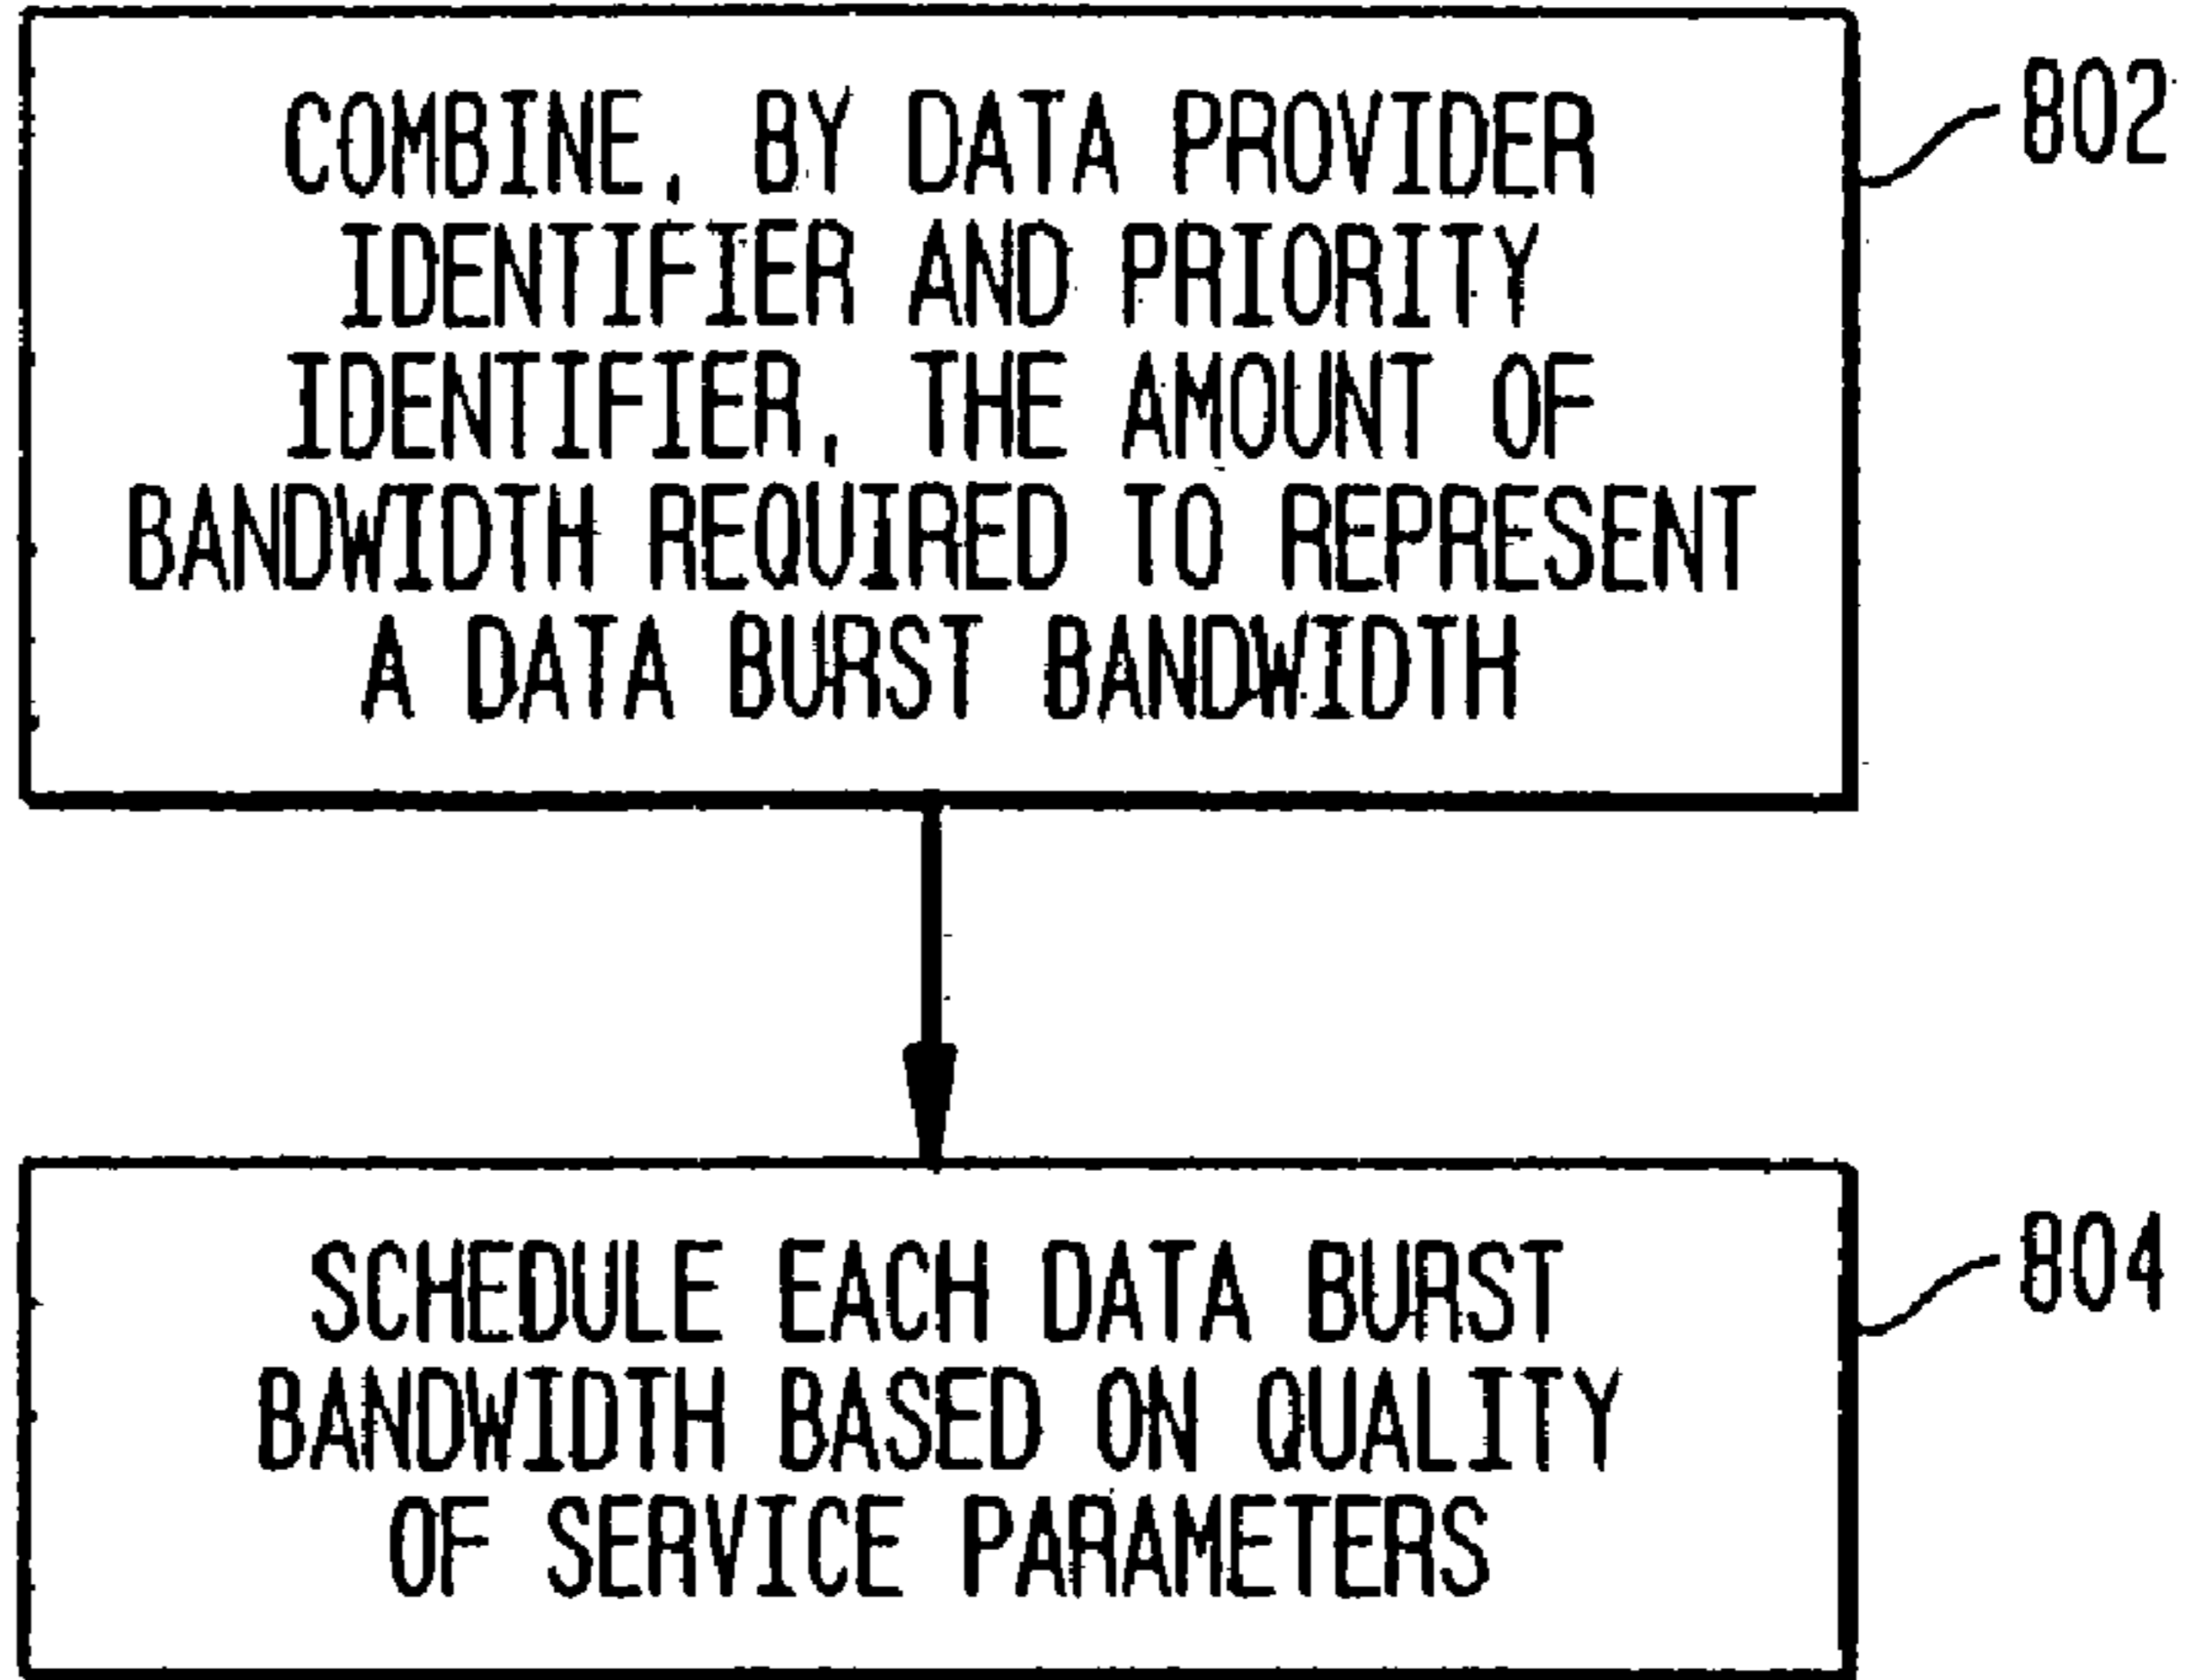 COMBINE, BY DATA PROVIDER
IDENTIFIER AND PRIORITY
IDENTIFIER, THE AMOUNT OF
BANDWIDTH REQUIRED TO REPRESENT
A DATA BURST BANDWIDTH
802
SCHEDULE EACH DATA BURST
BANDWIDTH BASED ON QUALITY
OF SERVICE PARAMETERS
804